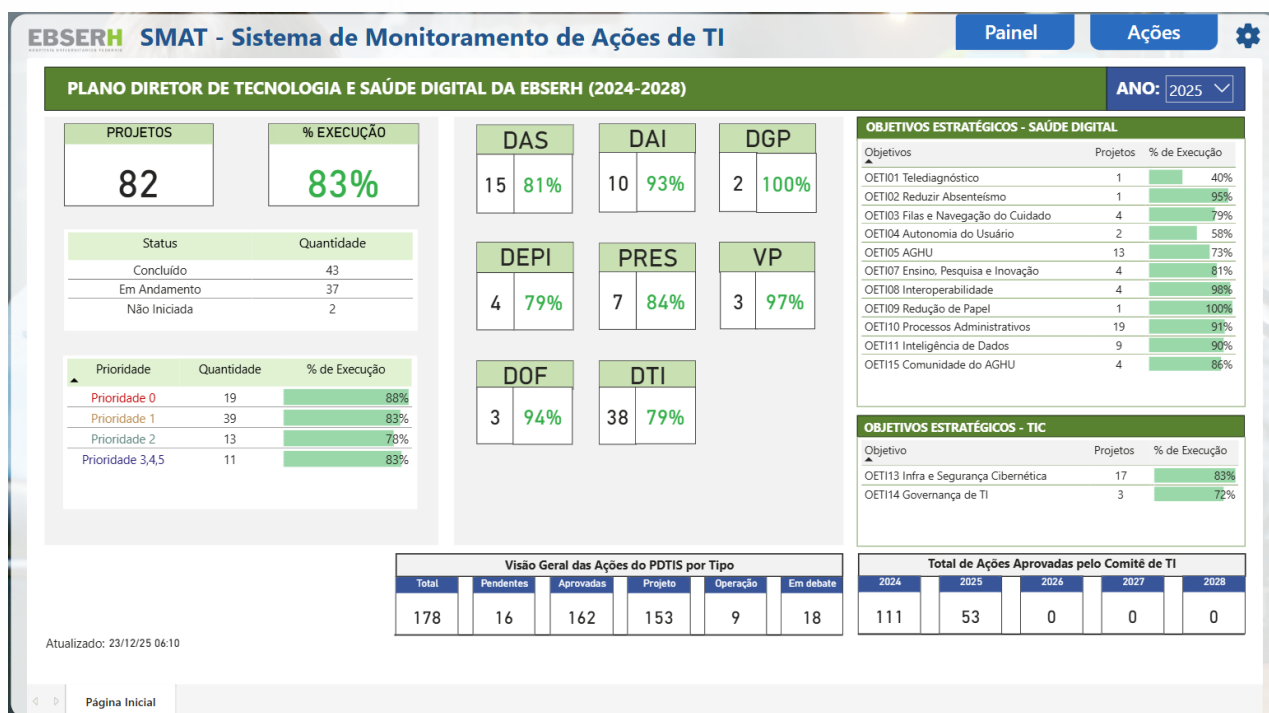 EBSERH SMAT - Sistema de Monitoramento de Ações de TI
Painel
Ações
PLANO DIRETOR DE TECNOLOGIA E SAÚDE DIGITAL DA EBSERH (2024-2028)
ANO: 2025
PROJETOS
82
% EXECUÇÃO
83%
Status Quantidade
Concluído 43
Em Andamento 37
Não Iniciada 2
Prioridade Quantidade % de Execução
Prioridade 0 19 88%
Prioridade 1 39 83%
Prioridade 2 13 78%
Prioridade 3,4,5 11 83%
DAS
15 81%
DAI
10 93%
DGP
2 100%
DEPI
4 79%
PRES
7 84%
VP
3 97%
DOF
3 94%
DTI
38 79%
OBJETIVOS ESTRATÉGICOS - SAÚDE DIGITAL
Objetivos Projetos % de Execução
OETI01 Telediagnóstico 1 40%
OETI02 Reduzir Absenteísmo 1 95%
OETI03 Filas e Navegação do Cuidado 4 79%
OETI04 Autonomia do Usuário 2 58%
OETI05 AGHU 13 73%
OETI07 Ensino, Pesquisa e Inovação 4 81%
OETI08 Interoperabilidade 4 98%
OETI09 Redução de Papel 1 100%
OETI10 Processos Administrativos 19 91%
OETI11 Inteligência de Dados 9 90%
OETI15 Comunidade do AGHU 4 86%
OBJETIVOS ESTRATÉGICOS - TIC
Objetivo Projetos % de Execução
OETI13 Infra e Segurança Cibernética 17 83%
OETI14 Governança de TI 3 72%
Visão Geral das Ações do PDTIS por Tipo
Total Pendentes Aprovadas Projeto Operação Em debate
178 16 162 153 9 18
Total de Ações Aprovadas pelo Comitê de TI
2024 2025 2026 2027 2028
111 53 0 0 0
Atualizado: 23/12/25 06:10
Página Inicial